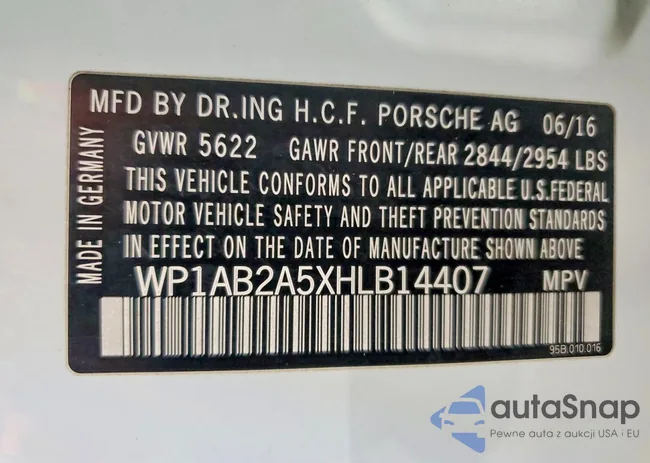 MFD BY DR.ING H.C.F. PORSCHE AG 06/16
GVWR 5622 GAWR FRONT/REAR 2844/2954 LBS
THIS VEHICLE CONFORMS TO ALL APPLICABLE U.S.FEDERAL
MOTOR VEHICLE SAFETY AND THEFT PREVENTION STANDARDS
IN EFFECT ON THE DATE OF MANUFACTURE SHOWN ABOVE
WP1AB2A5XHLB14407 MPV
95B.010.016
MADE IN GERMANY
autaSnap
Pewne auta z aukcji USA i EU